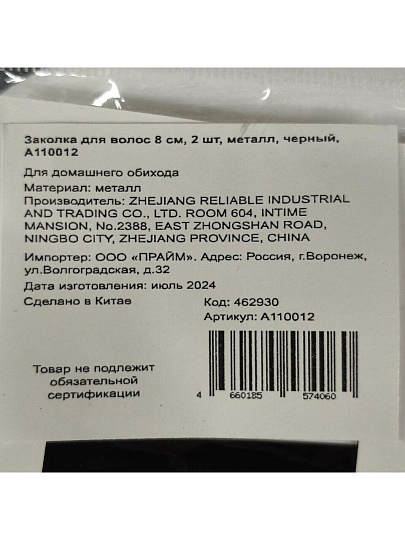 Заколка для волос 8 см, 2 шт, металл, черный,
А110012
Для домашнего обихода
Материал: металл
Производитель: ZHEJIANG RELIABLE INDUSTRIAL
AND TRADING CO., LTD. ROOM 604, INTIME
MANSION, No.2388, EAST ZHONGSHAN ROAD,
NINGBO CITY, ZHEJIANG PROVINCE, CHINA
Импортер: ООО «ПРАЙМ». Адрес: Россия, г.Воронеж,
ул.Волгоградская, д.32
Дата изготовления: июль 2024
Сделано в Китае
Код: 462930
Артикул: А110012
Товар не подлежит
обязательной
сертификации
4 660185 574060